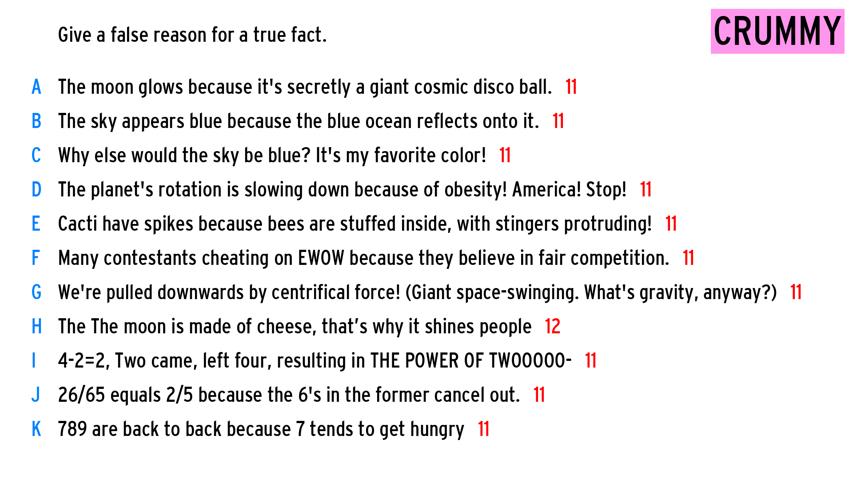 Give a false reason for a true fact.
CRUMMY
A The moon glows because it's secretly a giant cosmic disco ball. 11
B The sky appears blue because the blue ocean reflects onto it. 11
C Why else would the sky be blue? It's my favorite color! 11
D The planet's rotation is slowing down because of obesity! America! Stop! 11
E Cacti have spikes because bees are stuffed inside, with stingers protruding! 11
F Many contestants cheating on EWOW because they believe in fair competition. 11
G We're pulled downwards by centrifical force! (Giant space-swinging. What's gravity, anyway?) 11
H The The moon is made of cheese, that’s why it shines people 12
I 4-2=2, Two came, left four, resulting in THE POWER OF TWOOOOO- 11
J 26/65 equals 2/5 because the 6's in the former cancel out. 11
K 789 are back to back because 7 tends to get hungry 11